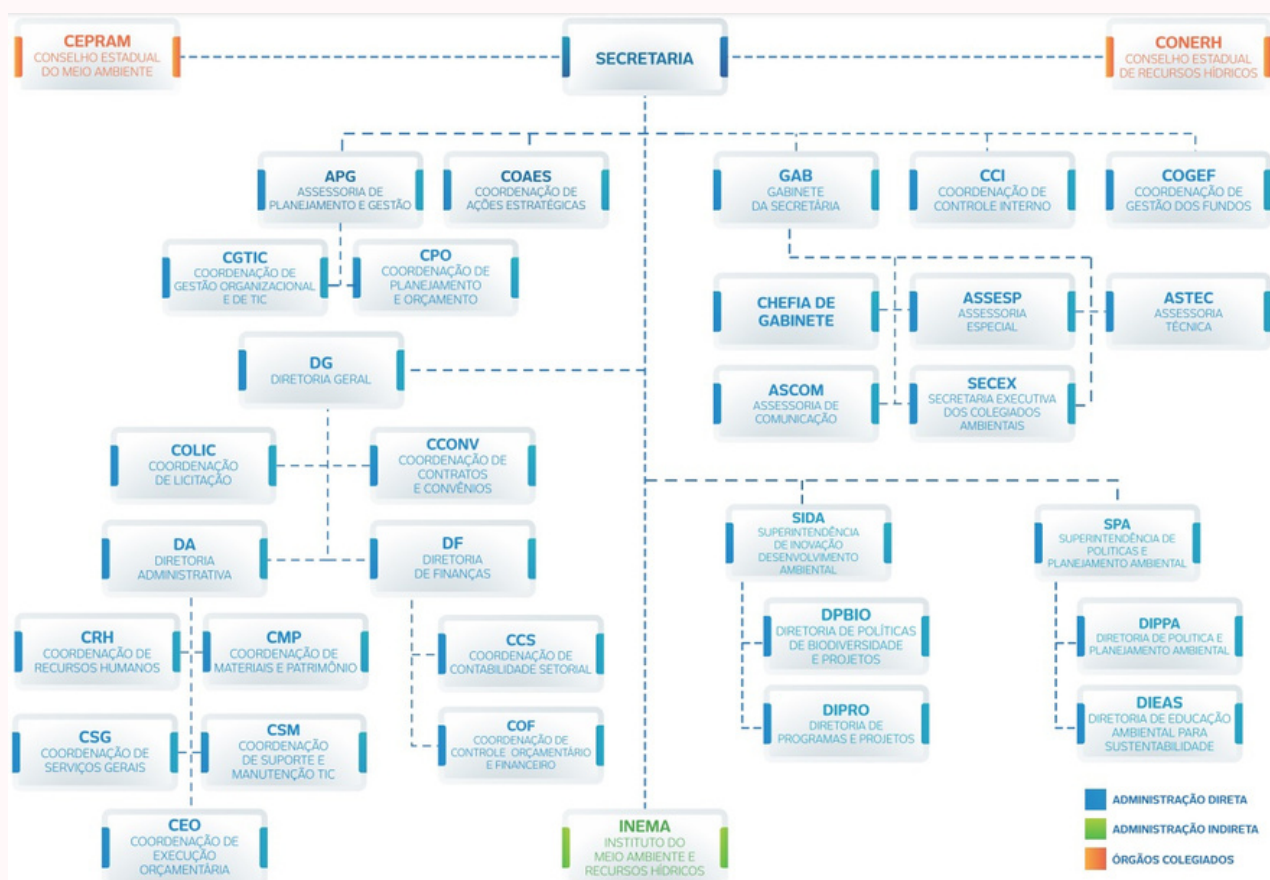 CEPRAM
CONSELHO ESTADUAL
DO MEIO AMBIENTE
SECRETARIA
CONERH
CONSELHO ESTADUAL
DE RECURSOS HÍDRICOS
APG
ASSESSORIA DE
PLANEJAMENTO E GESTÃO
COAES
COORDENAÇÃO DE
AÇÕES ESTRATÉGICAS
GAB
GABINETE
DA SECRETÁRIA
CCI
COORDENAÇÃO DE
CONTROLE INTERNO
COGEF
COORDENAÇÃO DE
GESTÃO DOS FUNDOS
CGTIC
COORDENAÇÃO DE
GESTÃO ORGANIZACIONAL
E DE TIC
CPO
COORDENAÇÃO DE
PLANEJAMENTO
E ORÇAMENTO
CHEFIA DE
GABINETE
ASSESP
ASSESSORIA
ESPECIAL
ASTEC
ASSESSORIA
TÉCNICA
DG
DIRETORIA GERAL
ASCOM
ASSESSORIA DE
COMUNICAÇÃO
SECEX
SECRETARIA EXECUTIVA
DOS COLEGIADOS
AMBIENTAIS
COLIC
COORDENAÇÃO
DE LICITAÇÃO
CCONV
COORDENAÇÃO DE
CONTRATOS
E CONVÊNIOS
DA
DIRETORIA
ADMINISTRATIVA
DF
DIRETORIA
DE FINANÇAS
SIDA
SUPERINTENDÊNCIA
DE INOVAÇÃO
DESENVOLVIMENTO
AMBIENTAL
SPA
SUPERINTENDÊNCIA DE
POLITICAS E
PLANEJAMENTO AMBIENTAL
CRH
COORDENAÇÃO DE
RECURSOS HUMANOS
CMP
COORDENAÇÃO DE
MATERIAIS E PATRIMÔNIO
CCS
COORDENAÇÃO DE
CONTABILIDADE SETORIAL
DPBIO
DIRETORIA DE POLÍTICAS
DE BIODIVERSIDADE
E PROJETOS
DIPPA
DIRETORIA DE POLITICA E
PLANEJAMENTO AMBIENTAL
CSG
COORDENAÇÃO DE
SERVIÇOS GERAIS
CSM
COORDENAÇÃO
DE SUPORTE E
MANUTENÇÃO TIC
COF
COORDENAÇÃO DE
CONTROLE ORÇAMENTÁRIO
E FINANCEIRO
DIPRO
DIRETORIA DE
PROGRAMAS E PROJETOS
DIEAS
DIRETORIA DE EDUCAÇÃO
AMBIENTAL PARA
SUSTENTABILIDADE
CEO
COORDENAÇÃO DE
EXECUÇÃO
ORÇAMENTÁRIA
INEMA
INSTITUTO DO
MEIO AMBIENTE E
RECURSOS HÍDRICOS
ADMINISTRAÇÃO DIRETA
ADMINISTRAÇÃO INDIRETA
ÓRGÃOS COLEGIADOS